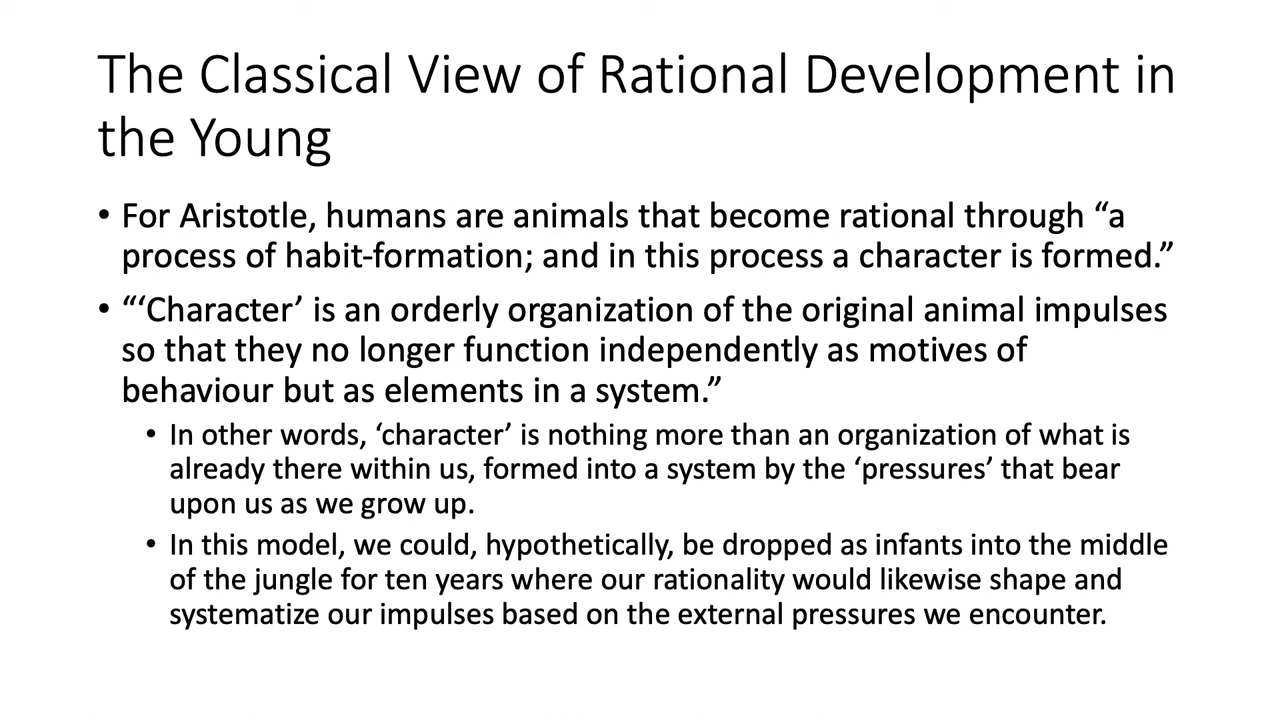 The Classical View of Rational Development in
the Young
• For Aristotle, humans are animals that become rational through “a
process of habit-formation; and in this process a character is formed.”
• “‘Character’ is an orderly organization of the original animal impulses
so that they no longer function independently as motives of
behaviour but as elements in a system.”
• In other words, ‘character’ is nothing more than an organization of what is
already there within us, formed into a system by the ‘pressures’ that bear
upon us as we grow up.
• In this model, we could, hypothetically, be dropped as infants into the middle
of the jungle for ten years where our rationality would likewise shape and
systematize our impulses based on the external pressures we encounter.